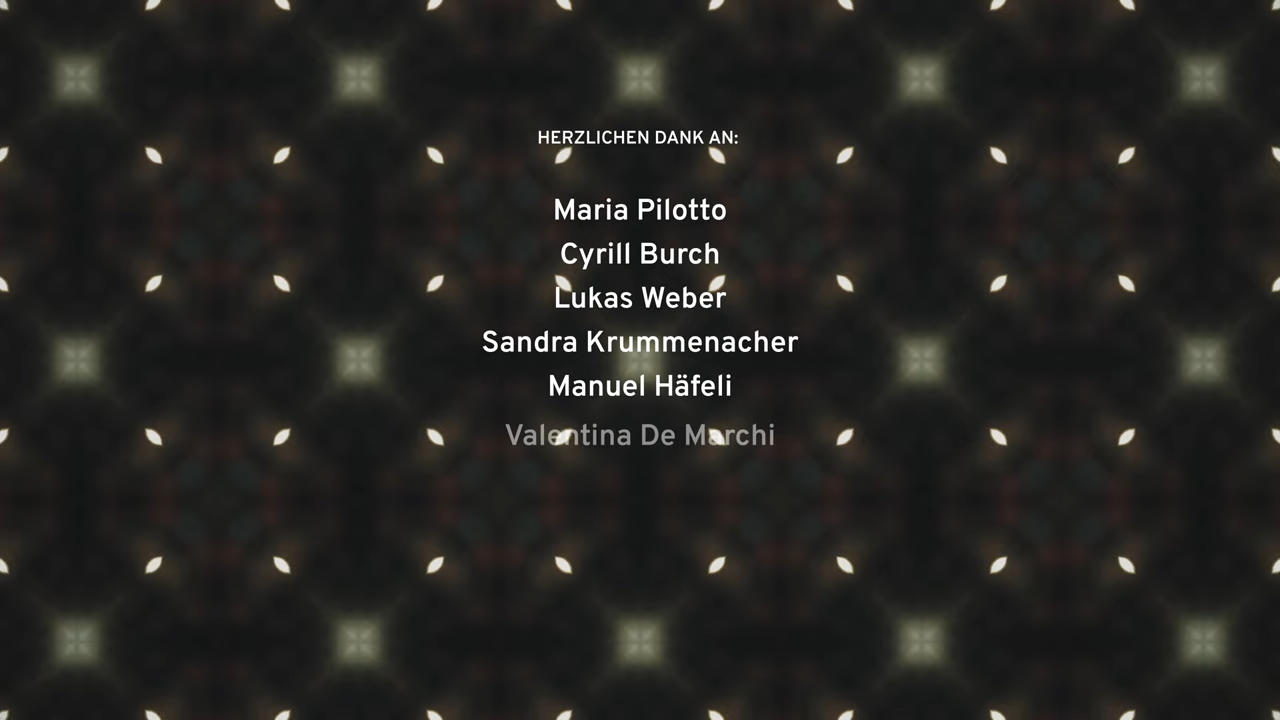 HERZLICHEN DANK AN:
Maria Pilotto
Cyrill Burch
Lukas Weber
Sandra Krummenacher
Manuel Häfeli
Valentina De Marchi